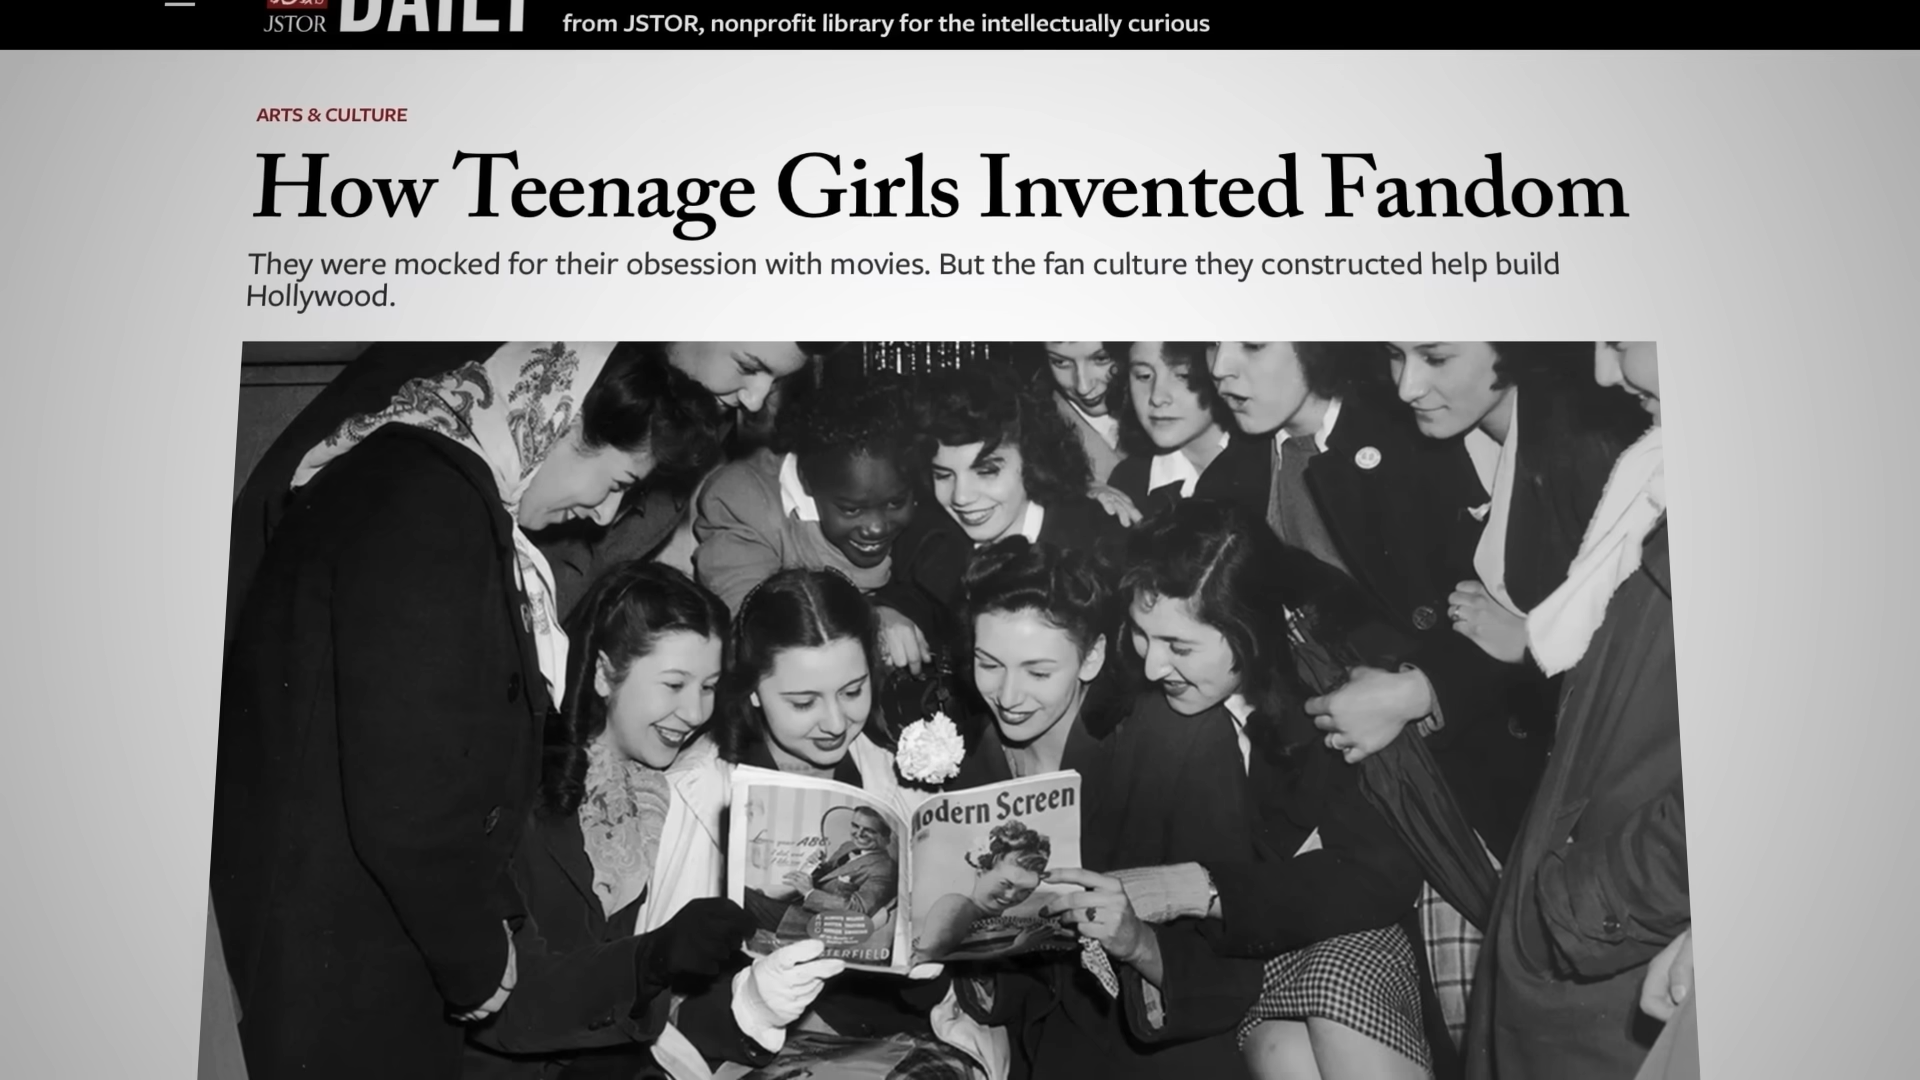 JSTOR DAILY
from JSTOR, nonprofit library for the intellectually curious
ARTS & CULTURE
How Teenage Girls Invented Fandom
They were mocked for their obsession with movies. But the fan culture they constructed help build
Hollywood.
Modern Screen
ABC
TERFIELD